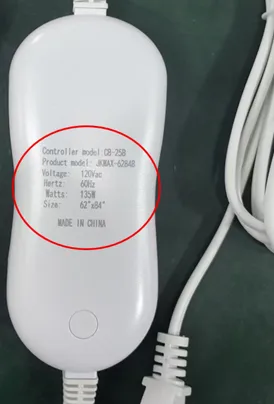 Controller model:CB-25B
Product model: JKMAX-6284B
Voltage: 120Vac
Hertz: 60Hz
Watts: 135W
Size: 62"x84"
MADE IN CHINA